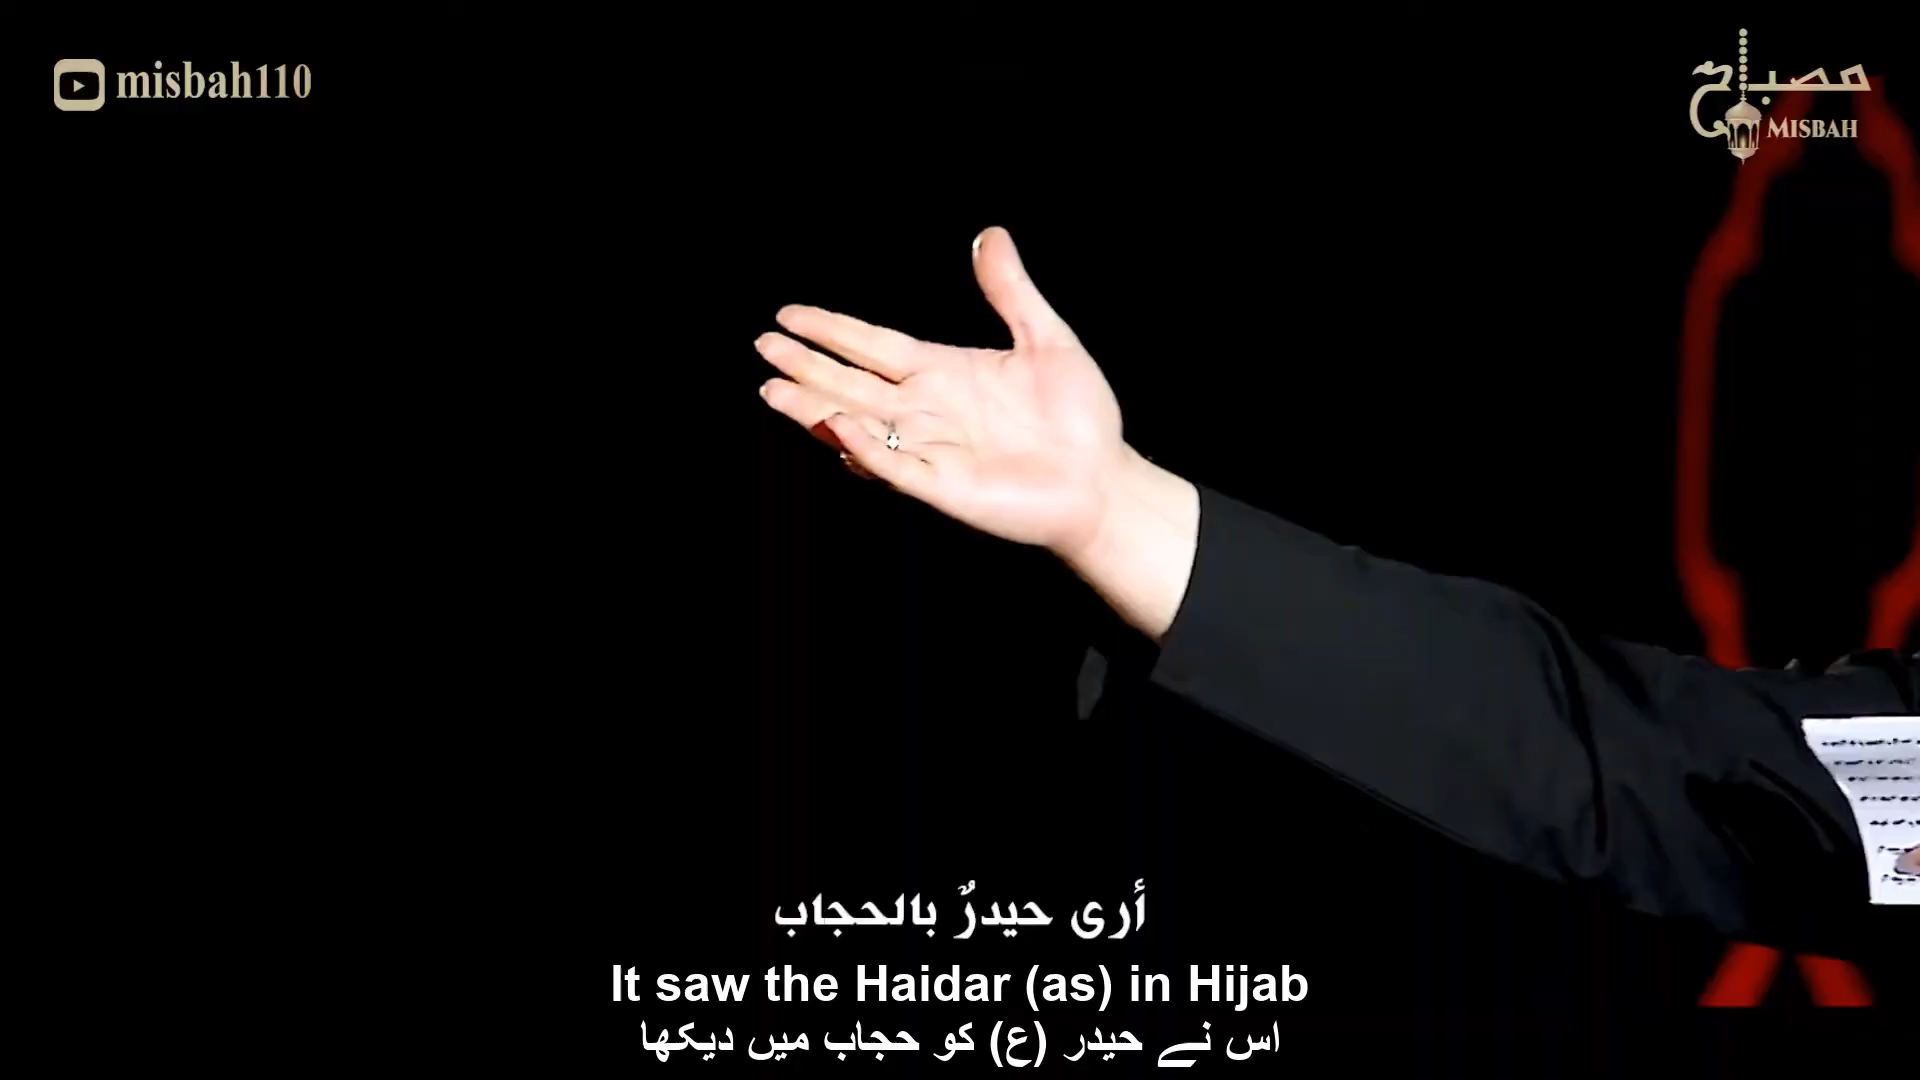 misbah110
مصباح
MISBAH
أرى حيدرٌ بالحجاب
It saw the Haidar (as) in Hijab
اس نے حیدر (ع) کو حجاب میں دیکھا